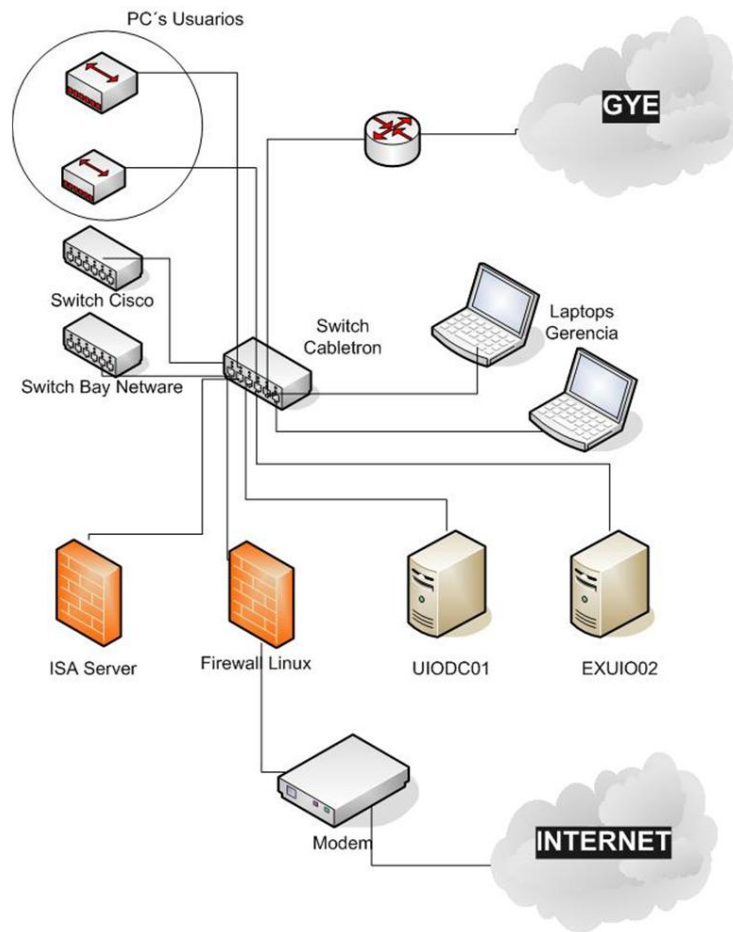 PC´s Usuarios
GYE
Switch Cisco
Switch Bay Netware
Switch
Cabletron
Laptops
Gerencia
ISA Server
Firewall Linux
UIODC01
EXUIO02
Modem
INTERNET